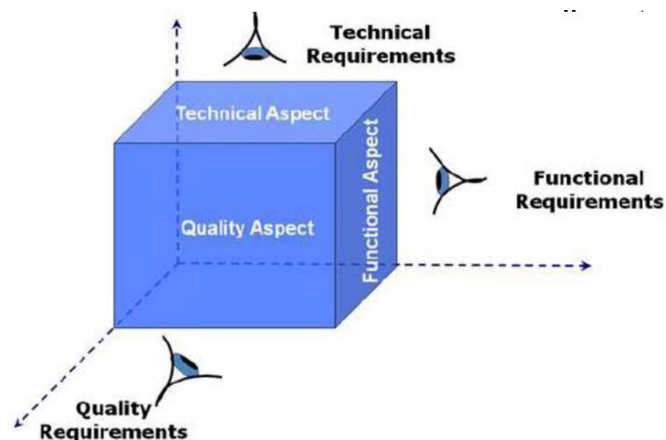 Technical
Requirements
Technical Aspect
Functional Aspect
Functional
Requirements
Quality Aspect
Quality
Requirements